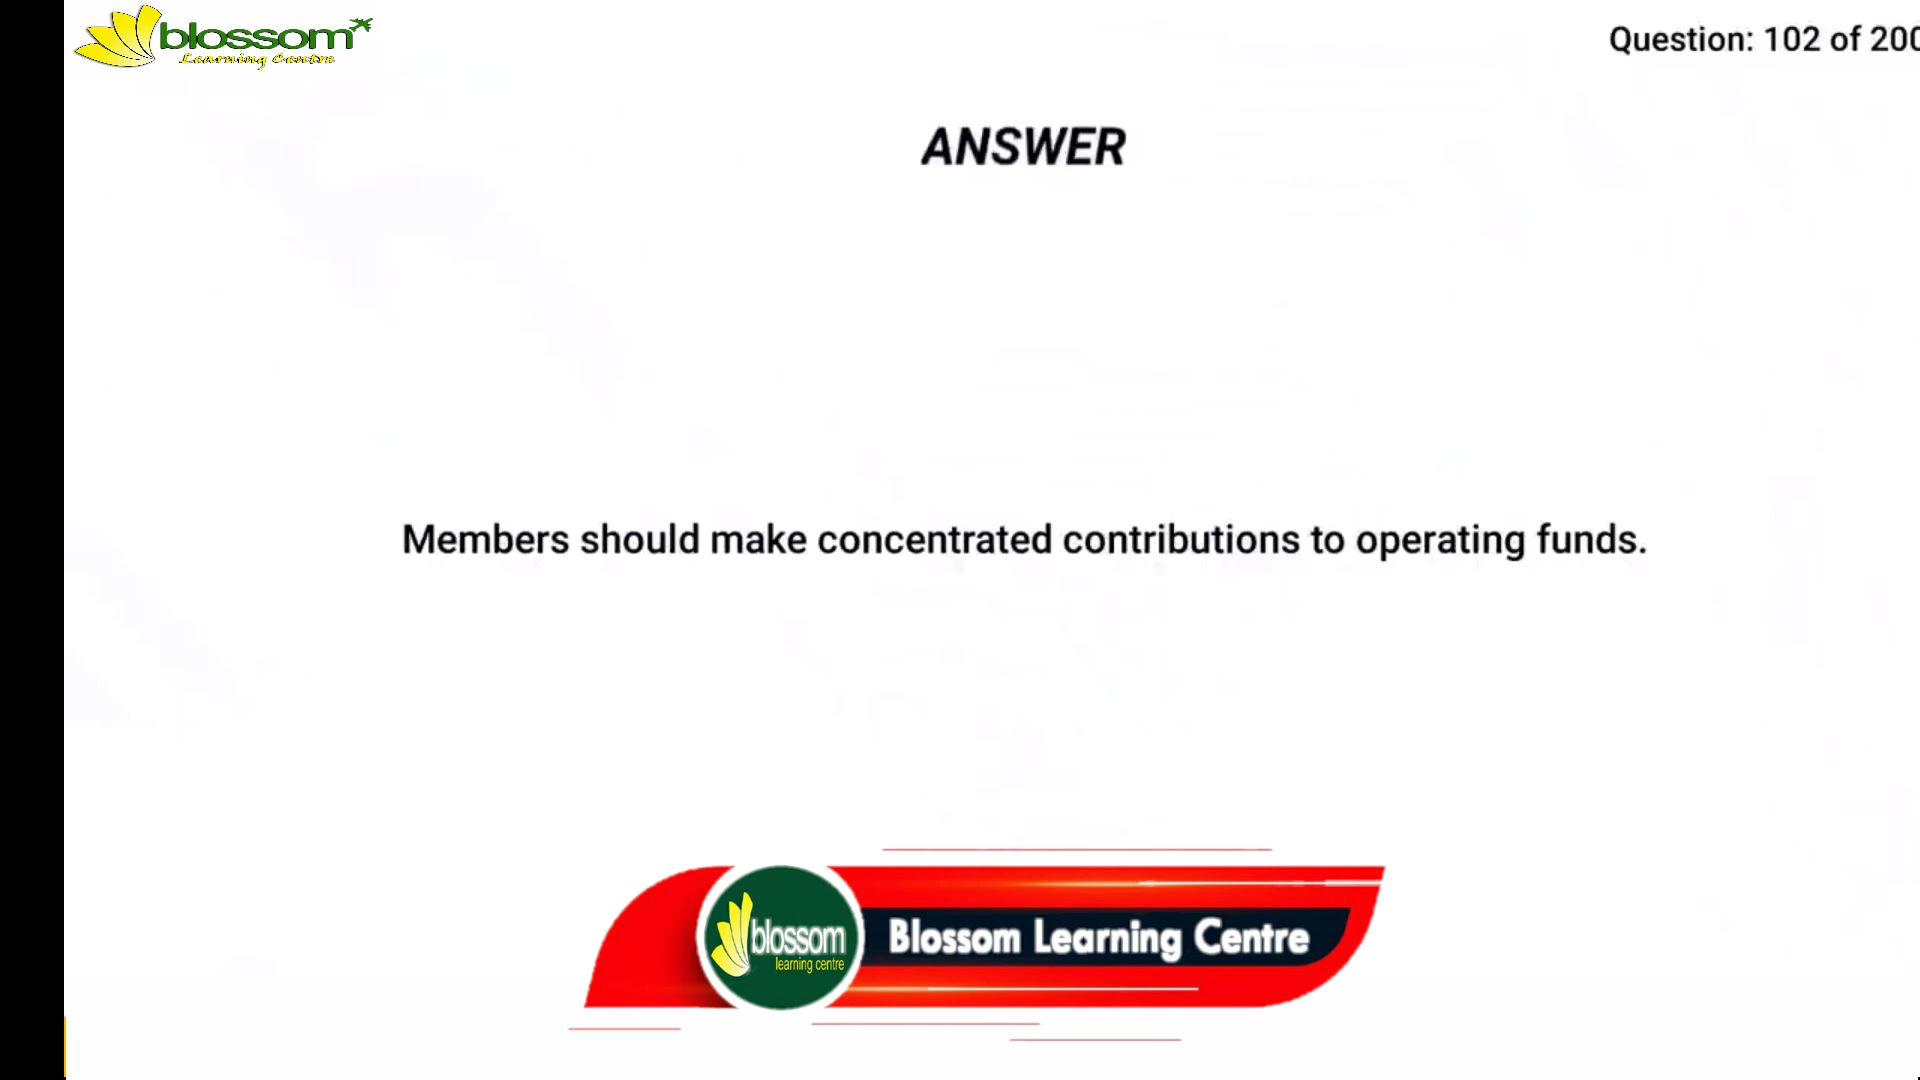 blossom
Learning Centre
Question: 102 of 200
ANSWER
Members should make concentrated contributions to operating funds.
blossom
learning centre
Blossom Learning Centre